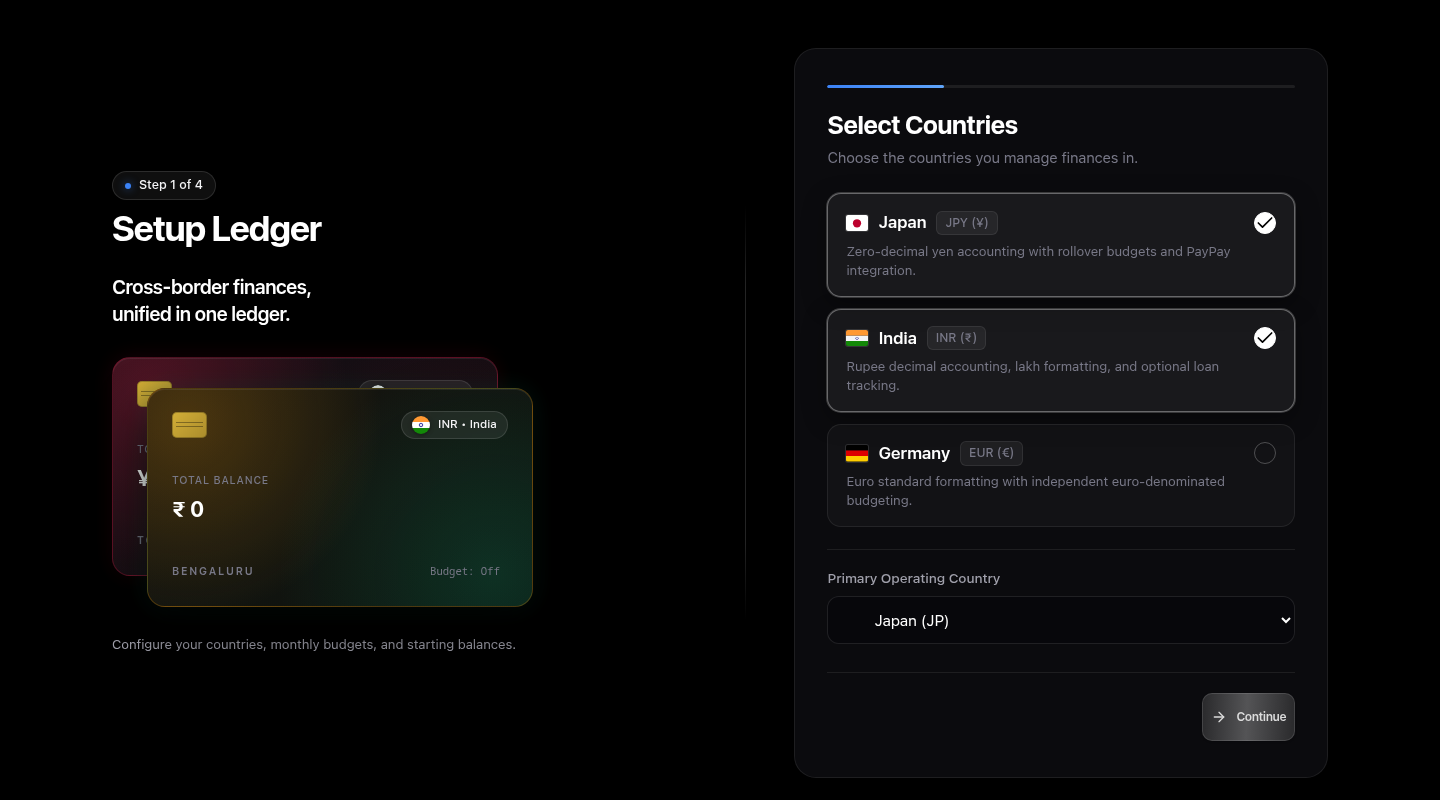 Step 1 of 4
Setup Ledger
Cross-border finances,
unified in one ledger.
¥
INR • India
TOTAL BALANCE
₹ 0
BENGALURU
Budget: Off
Configure your countries, monthly budgets, and starting balances.
Select Countries
Choose the countries you manage finances in.
Japan JPY (¥)
Zero-decimal yen accounting with rollover budgets and PayPay
integration.
India INR (₹)
Rupee decimal accounting, lakh formatting, and optional loan
tracking.
Germany EUR (€)
Euro standard formatting with independent euro-denominated
budgeting.
Primary Operating Country
Japan (JP)
Continue